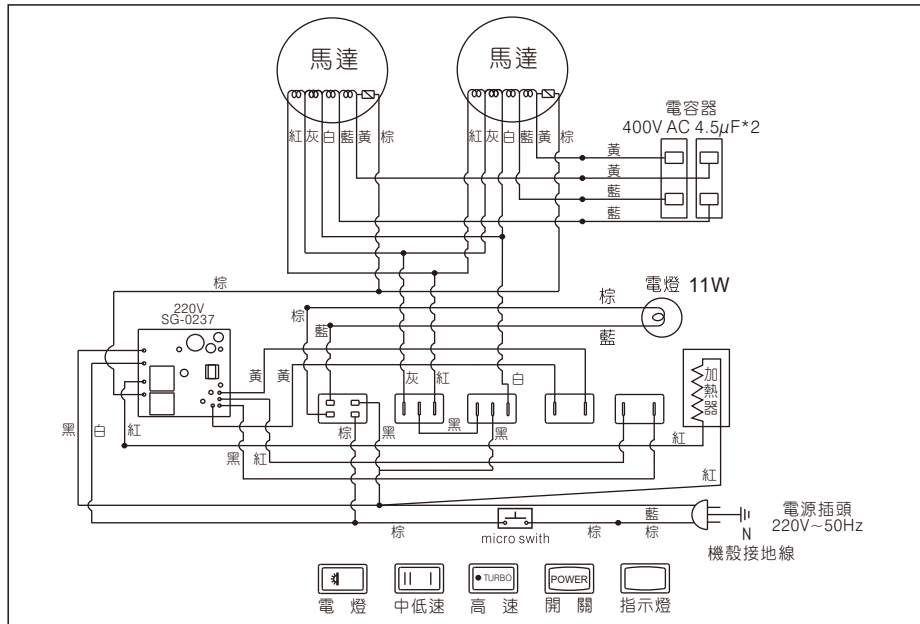 馬達
馬達
電容器
400V AC 4.5μF*2
紅 灰 白 藍 黃 棕
紅 灰 白 藍 黃 棕
黃
黃
藍
藍
棕
220V
SG-0237
棕
藍
棕
藍
電燈 11W
黃
黃
灰
紅
白
加熱器
黑
白
紅
棕
黑
黑
黑
紅
黑
紅
紅
藍
棕
micro swith
棕
棕
N
電源插頭
220V~50Hz
機殼接地線
TURBO
POWER
電 燈
中低速
高 速
開 關
指示燈